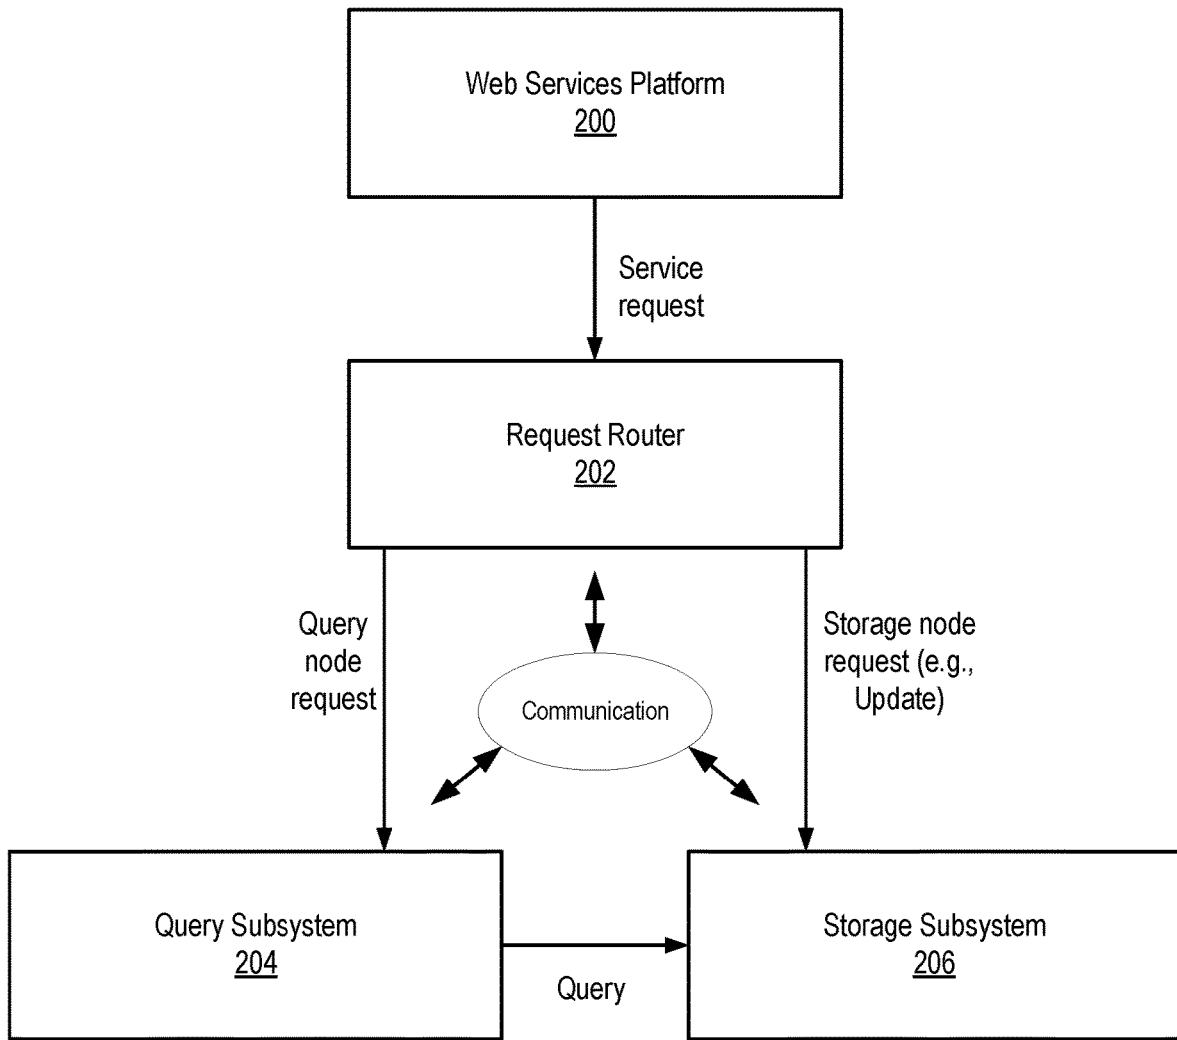 Web Services Platform
200
Service
request
Request Router
202
Query
node
request
Storage node
request (e.g.,
Update)
Communication
Query Subsystem
204
Query
Storage Subsystem
206